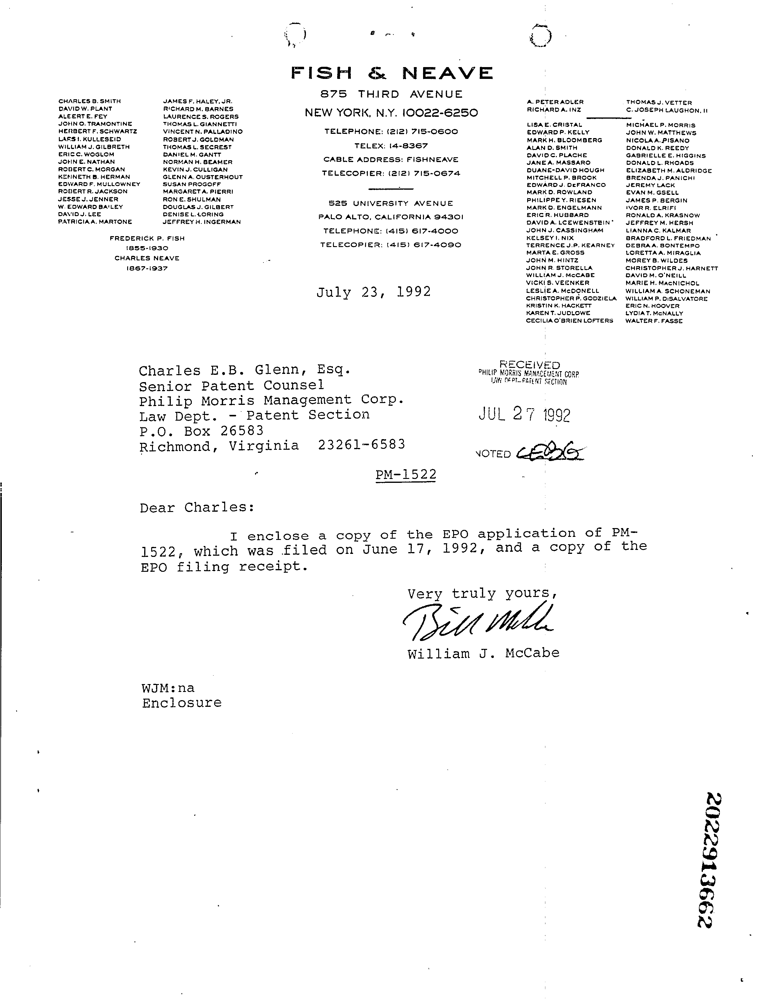 FISH & NEAVE
875 THIRD AVENUE
NEW YORK, N.Y. 10022-6250
TELEPHONE: (212) 715-0600
TELEX: 14-8367
CABLE ADDRESS: FISHNEAVE
TELECOPIER: (212) 715-0674
525 UNIVERSITY AVENUE
PALO ALTO, CALIFORNIA 94301
TELEPHONE: (415) 617-4000
TELECOPIER: (415) 617-4090
CHARLES B. SMITH
DAVID W. PLANT
ALBERT E. FEY
JOHN O. TRAMONTINE
HERBERT F. SCHWARTZ
LARS I. KULLESEID
WILLIAM J. GILBRETH
ERIC C. WOGLOM
JOHN E. NATHAN
ROBERT C. MORGAN
KENNETH B. HERMAN
EDWARD F. MULLOWNEY
ROBERT R. JACKSON
JESSE J. JENNER
W. EDWARD BAILEY
DAVID J. LEE
PATRICIA A. MARTONE
JAMES F. HALEY, JR.
RICHARD M. BARNES
LAURENCE S. ROGERS
THOMAS L. GIANNETTI
VINCENT N. PALLADINO
ROBERT J. GOLDMAN
THOMAS L. SECREST
DANIEL M. GANTT
NORMAN H. BEAMER
KEVIN J. CULLIGAN
GLENN A. OUSTERHOUT
SUSAN PROGOFF
MARGARET A. PIERRI
RON E. SHULMAN
DOUGLAS J. GILBERT
DENISE L. LORING
JEFFREY H. INGERMAN
FREDERICK P. FISH
1855-1930
CHARLES NEAVE
1867-1937
A. PETER ADLER
RICHARD A. INZ
THOMAS J. VETTER
C. JOSEPH LAUGHON, II
LISA E. CRISTAL
EDWARD P. KELLY
MARK H. BLOOMBERG
ALAN D. SMITH
DAVID C. PLACHE
JANE A. MASSARO
DUANE-DAVID HOUGH
MITCHELL P. BROOK
EDWARD J. DEFRANCO
MARK D. ROWLAND
PHILIPPE Y. RIESEN
MARK D. ENGELMANN
ERIC R. HUBBARD
DAVID A. LOEWENSTEIN
JOHN J. CASSINGHAM
KELSEY I. NIX
TERRENCE J.P. KEARNEY
MARTA E. GROSS
JOHN M. HINTZ
JOHN R. STORELLA
WILLIAM J. McCABE
VICKI S. VEENKER
LESLIE A. McDONELL
CHRISTOPHER P. GODZIELA
KRISTIN K. HACKETT
KAREN T. JUDLOWE
CECILIA O'BRIEN LOFTERS
MICHAEL P. MORRIS
JOHN W. MATTHEWS
NICOLA A. PISANO
DONALD K. REEDY
GABRIELLE E. HIGGINS
DONALD L. RHOADS
ELIZABETH M. ALDRIDGE
BRENDA J. PANICHI
JEREMY LACK
EVAN M. GSELL
JAMES P. BERGIN
IVOR R. ELRIFI
RONALD A. KRASNOW
JEFFREY M. HERSH
LIANNA C. KALMAR
BRADFORD L. FRIEDMAN
DEBRA A. BONTEMPO
LORETTA A. MIRAGLIA
MOREY B. WILDES
CHRISTOPHER J. HARNETT
DAVID M. O'NEILL
MARIE H. MacNICHOL
WILLIAM A. SCHONEMAN
WILLIAM P. DiSALVATORE
ERIC N. HOOVER
LYDIA T. McNALLY
WALTER F. FASSE
July 23, 1992
Charles E.B. Glenn, Esq.
Senior Patent Counsel
Philip Morris Management Corp.
Law Dept. - Patent Section
P.O. Box 26583
Richmond, Virginia 23261-6583
RECEIVED
PHILIP MORRIS MANAGEMENT CORP
LAW DEPT-PATENT SECTION
JUL 27 1992
NOTED
PM-1522
Dear Charles:
I enclose a copy of the EPO application of PM-
1522, which was filed on June 17, 1992, and a copy of the
EPO filing receipt.
Very truly yours,
William J. McCabe
WJM:na
Enclosure
2022913662